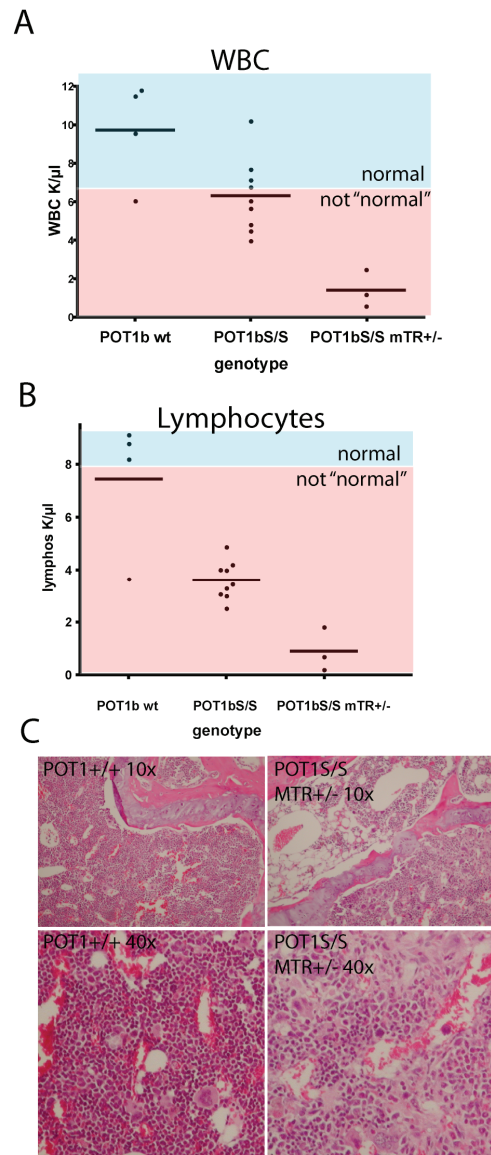 A
WBC
12
10
8
6
4
2
0
WBC K/µl
normal
not “normal”
POT1b wt
POT1bS/S
POT1bS/S mTR+/-
genotype
B
Lymphocytes
8
6
4
2
0
lymphos K/µl
normal
not “normal”
POT1b wt
POT1bS/S
POT1bS/S mTR+/-
genotype
C
POT1+/+ 10x
POT1S/S
MTR+/- 10x
POT1+/+ 40x
POT1S/S
MTR+/- 40x